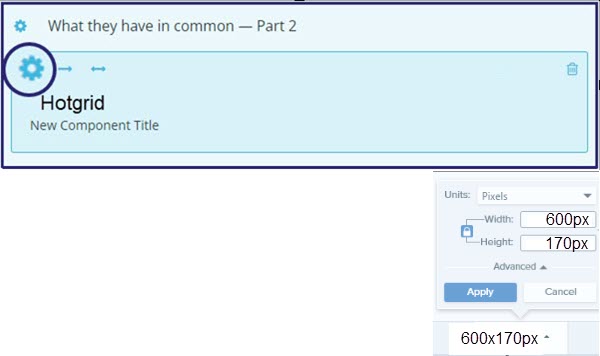 What they have in common — Part 2
Hotgrid
New Component Title
Units: Pixels
Width: 600px
Height: 170px
Advanced
Apply Cancel
600x170px